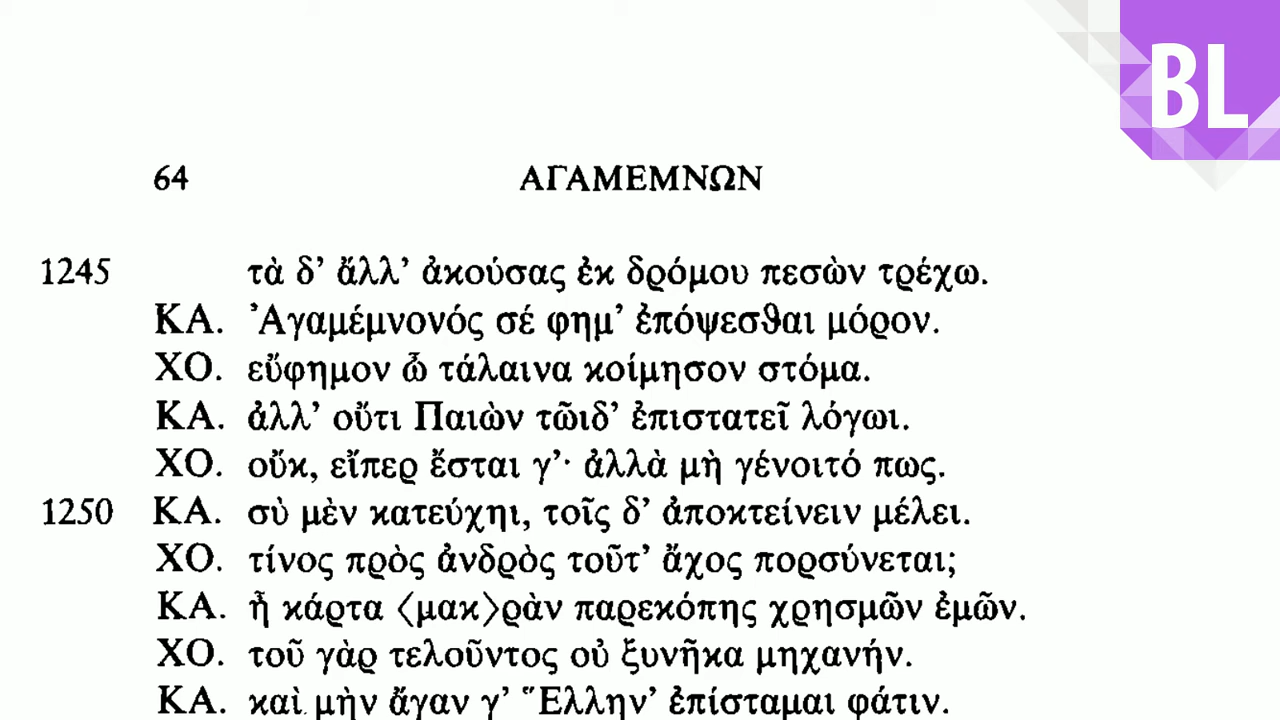 BL
64 ΑΓΑΜΕΜΝΩΝ
1245 τὰ δ’ ἄλλ’ ἀκούσας ἐκ δρόμου πεσὼν τρέχω.
ΚΑ. Ἀγαμέμνονός σέ φημ’ ἐπόψεσθαι μόρον.
ΧΟ. εὔφημον ὦ τάλαινα κοίμησον στόμα.
ΚΑ. ἀλλ’ οὔτι Παιὼν τῶιδ’ ἐπιστατεῖ λόγωι.
ΧΟ. οὔκ, εἴπερ ἔσται γ’· ἀλλὰ μὴ γένοιτό πως.
1250 ΚΑ. σὺ μὲν κατεύχηι, τοῖς δ’ ἀποκτείνειν μέλει.
ΧΟ. τίνος πρὸς ἀνδρὸς τοῦτ’ ἄχος πορσύνεται;
ΚΑ. ἦ κάρτα ⟨μακ⟩ρὰν παρεκόπης χρησμῶν ἐμῶν.
ΧΟ. τοῦ γὰρ τελοῦντος οὐ ξυνῆκα μηχανήν.
ΚΑ. καὶ μὴν ἄγαν γ’ Ἕλλην’ ἐπίσταμαι φάτιν.